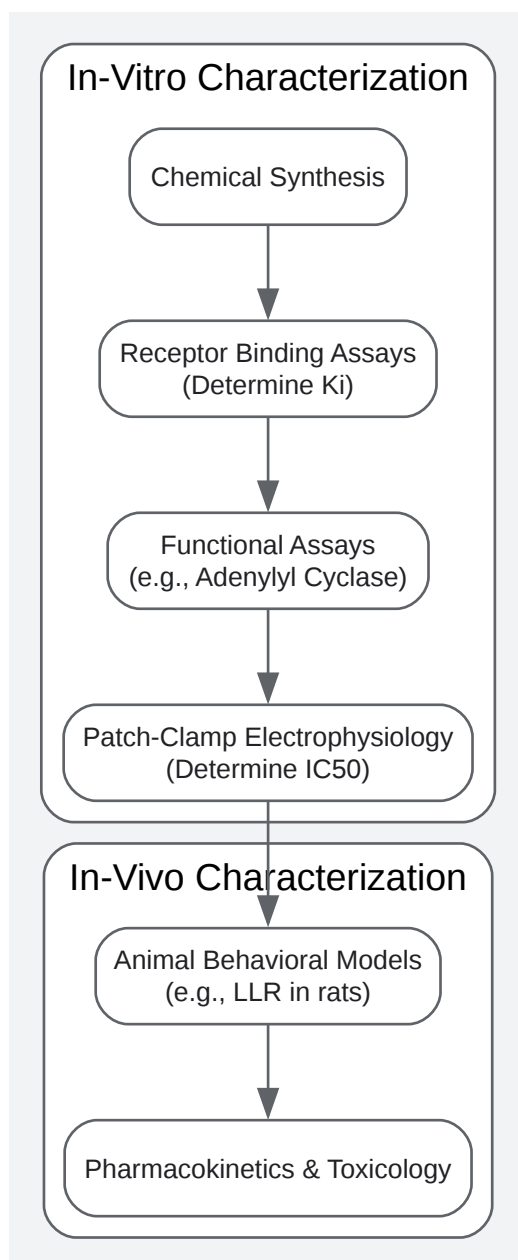 In-Vitro Characterization
Chemical Synthesis
Receptor Binding Assays
(Determine Ki)
Functional Assays
(e.g., Adenylyl Cyclase)
Patch-Clamp Electrophysiology
(Determine IC50)
In-Vivo Characterization
Animal Behavioral Models
(e.g., LLR in rats)
Pharmacokinetics & Toxicology